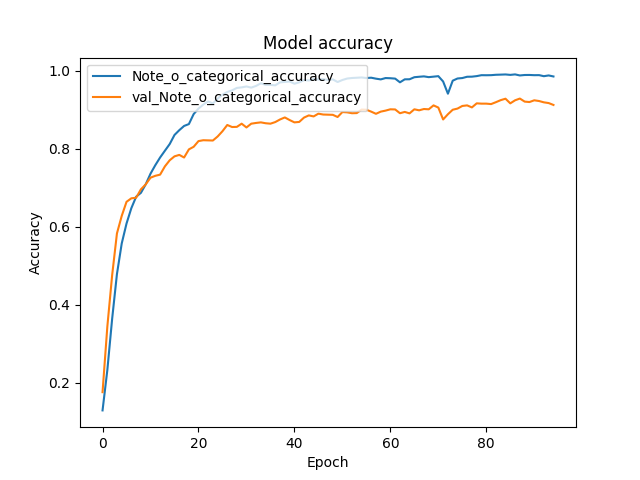 Model accuracy
Note_o_categorical_accuracy
val_Note_o_categorical_accuracy
1.0
0.8
0.6
0.4
0.2
Accuracy
0 20 40 60 80
Epoch